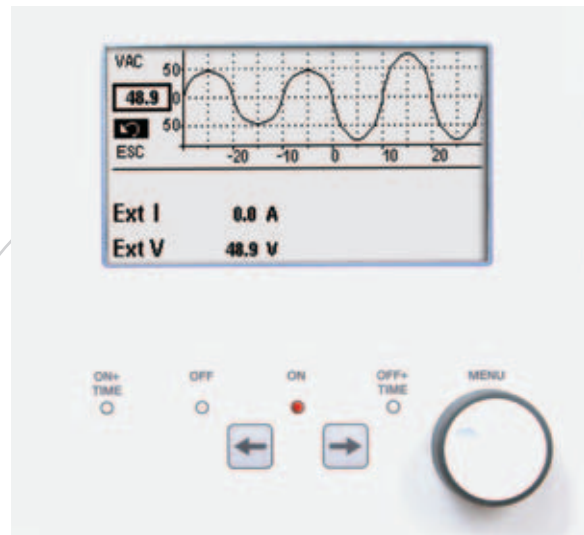 VAC
50
48.9 0
50
ESC
-20 -10 0 10 20
Ext I 0.0 A
Ext V 48.9 V
ON+ TIME
OFF
ON
OFF+ TIME
MENU